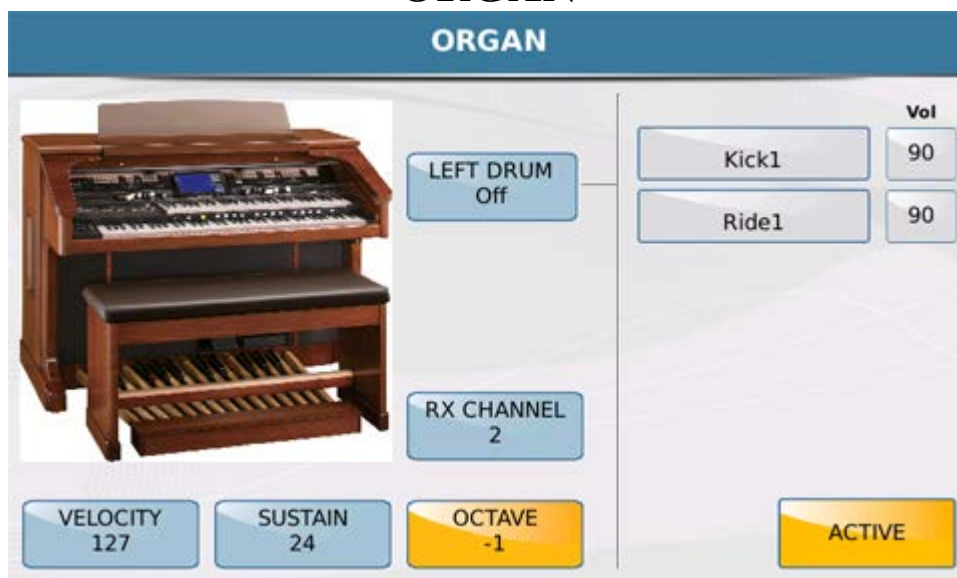 ORGAN
ORGAN
Vol
LEFT DRUM
Off
Kick1 90
Ride1 90
RX CHANNEL
2
VELOCITY
127
SUSTAIN
24
OCTAVE
-1
ACTIVE